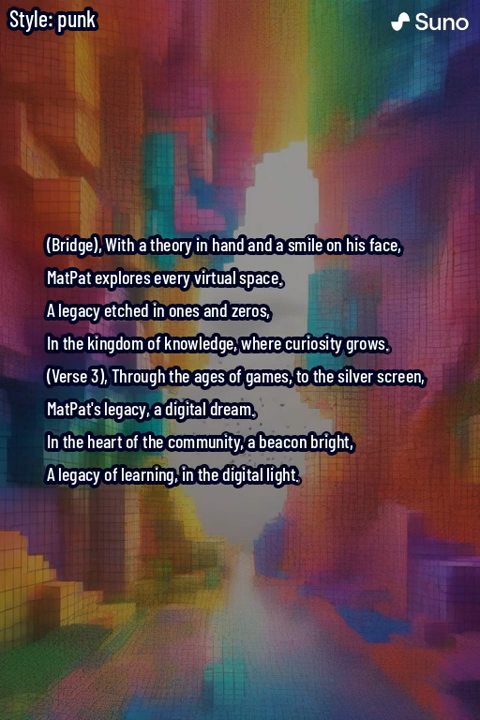 Style: punk
Suno
(Bridge), With a theory in hand and a smile on his face,
MatPat explores every virtual space.
A legacy etched in ones and zeros,
In the kingdom of knowledge, where curiosity grows.
(Verse 3), Through the ages of games, to the silver screen,
MatPat's legacy, a digital dream.
In the heart of the community, a beacon bright,
A legacy of learning, in the digital light.